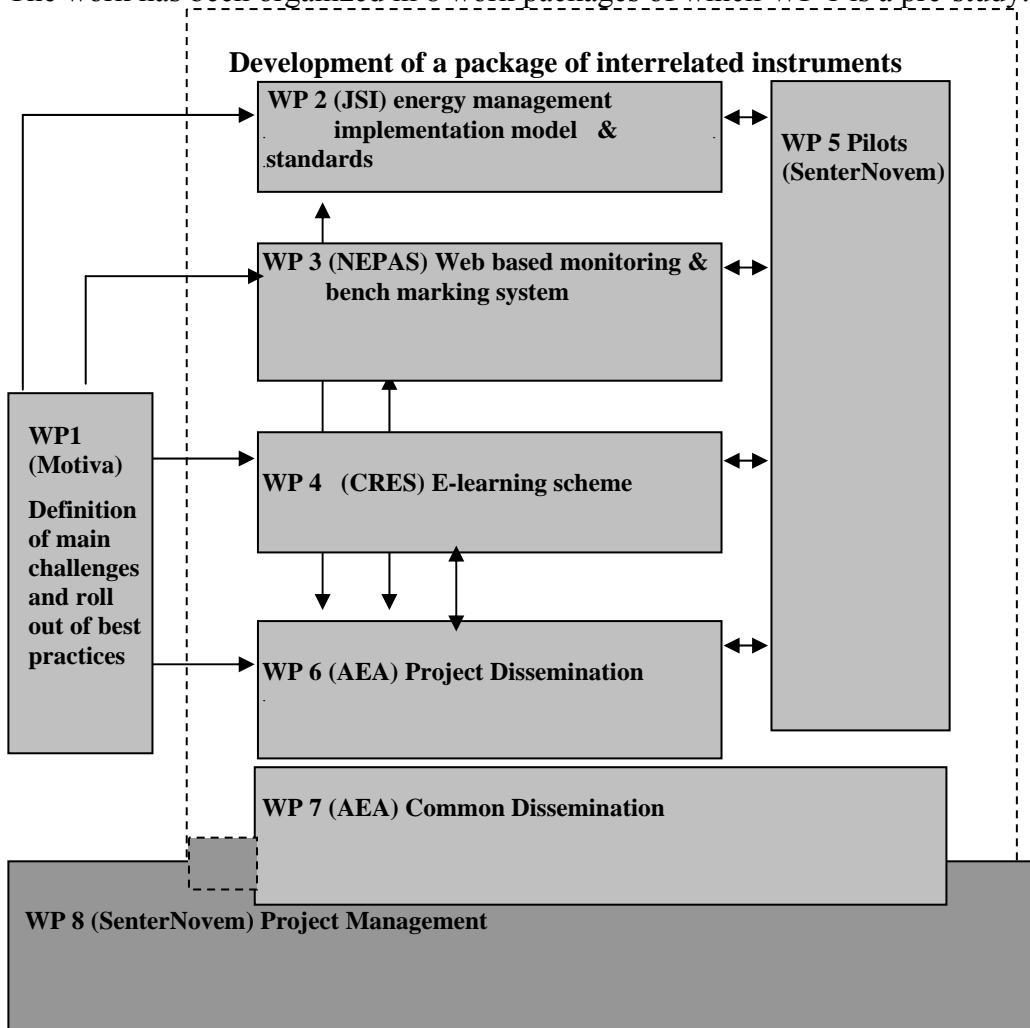 The work has been organized in 8 work packages of which WP 1 is a pre-study.
Development of a package of interrelated instruments
WP 2 (JSI) energy management
implementation model &
standards
WP 5 Pilots
(SenterNovem)
WP 3 (NEPAS) Web based monitoring &
bench marking system
WP1
(Motiva)
Definition
of main
challenges
and roll
out of best
practices
WP 4 (CRES) E-learning scheme
WP 6 (AEA) Project Dissemination
WP 7 (AEA) Common Dissemination
WP 8 (SenterNovem) Project Management